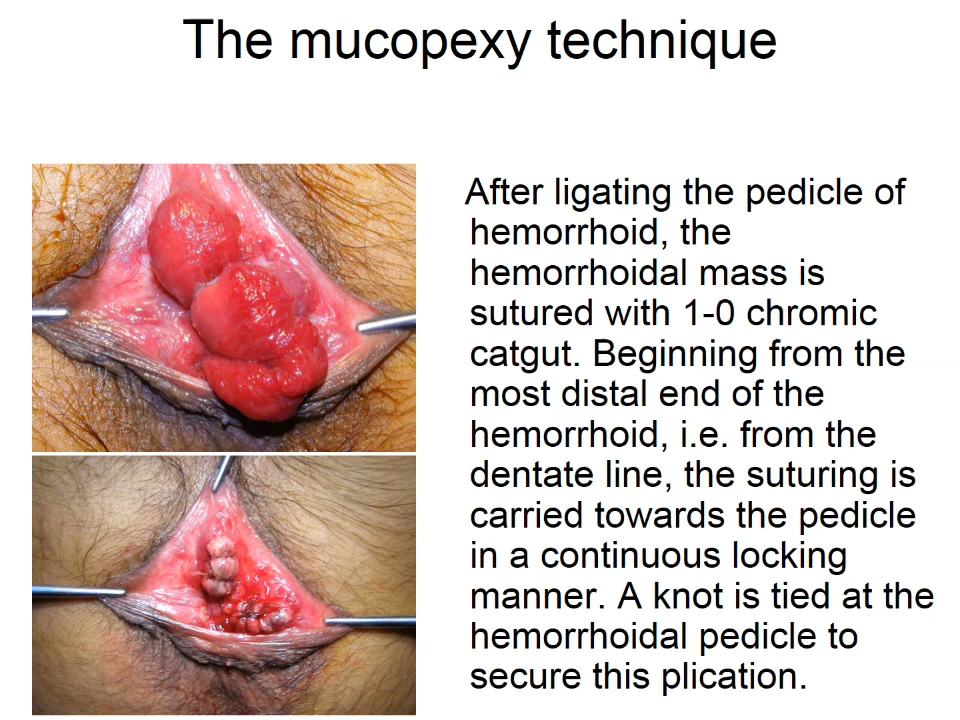 The mucopexy technique
After ligating the pedicle of
hemorrhoid, the
hemorrhoidal mass is
sutured with 1-0 chromic
catgut. Beginning from the
most distal end of the
hemorrhoid, i.e. from the
dentate line, the suturing is
carried towards the pedicle
in a continuous locking
manner. A knot is tied at the
hemorrhoidal pedicle to
secure this plication.